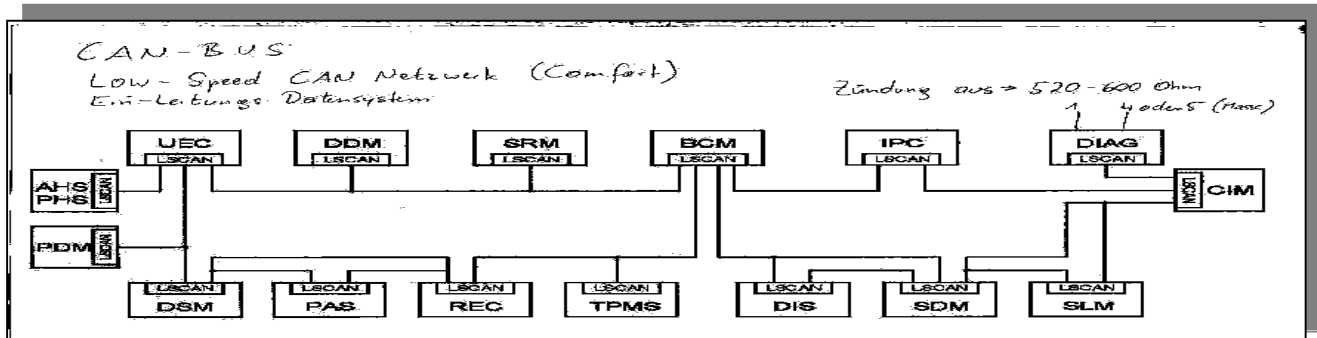 CAN-BUS
Low-Speed CAN Netzwerk (Comfort)
Ein-Leitungs Datensystem
Zündung aus → 520-600 Ohm
1 4 oder 5 (Masse)
UEC DDM SRM BCM IPC DIAG
LSCAN LSCAN LSCAN LSCAN LSCAN LSCAN
AHS
PHS
LSCAN
CIM
LSCAN
PDM
LSCAN
LSCAN LSCAN LSCAN LSCAN LSCAN LSCAN LSCAN
DSM PAS REC TPMS DIS SDM SLM